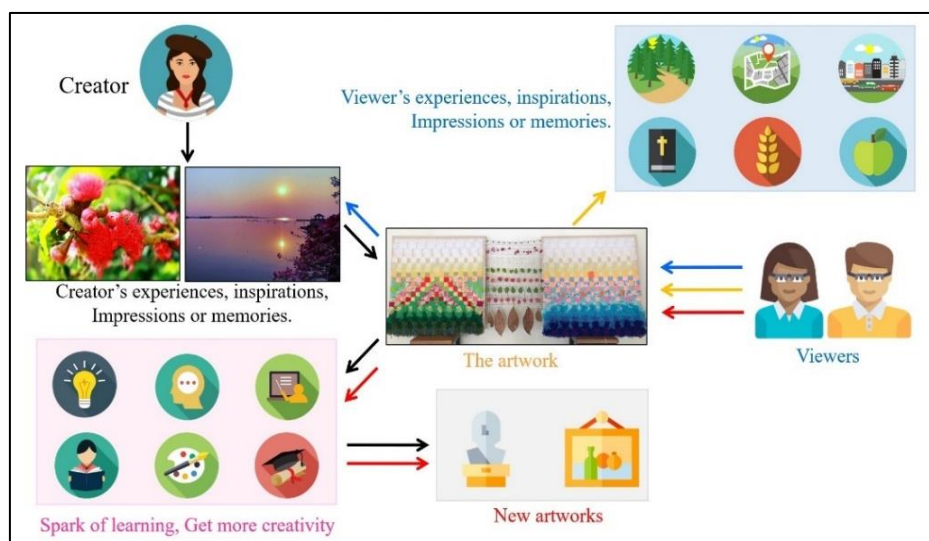 Creator
Viewer's experiences, inspirations,
Impressions or memories.
Creator's experiences, inspirations,
Impressions or memories.
The artwork
Viewers
Spark of learning, Get more creativity
New artworks